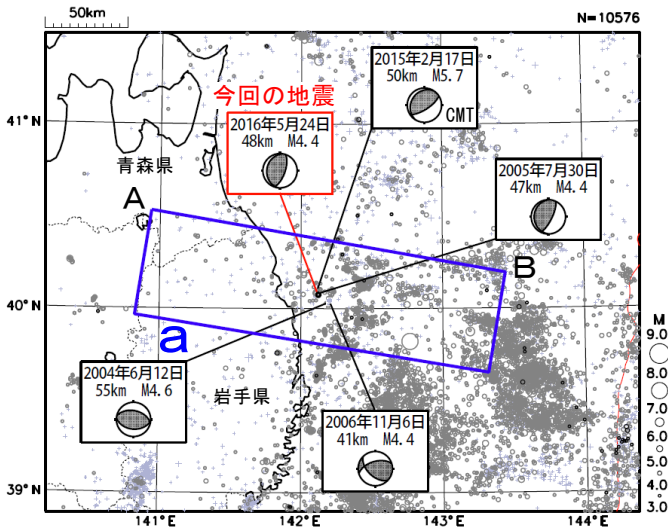 50km
N=10576
2015年2月17日
50km M5.7
CMT
今回の地震
2016年5月24日
48km M4.4
41°N
青森県
2005年7月30日
47km M4.4
A
B
40°N
a
M
9.0
8.0
7.0
6.0
5.0
4.0
3.0
2004年6月12日
55km M4.6
岩手県
2006年11月6日
41km M4.4
39°N
141°E
142°E
143°E
144°E